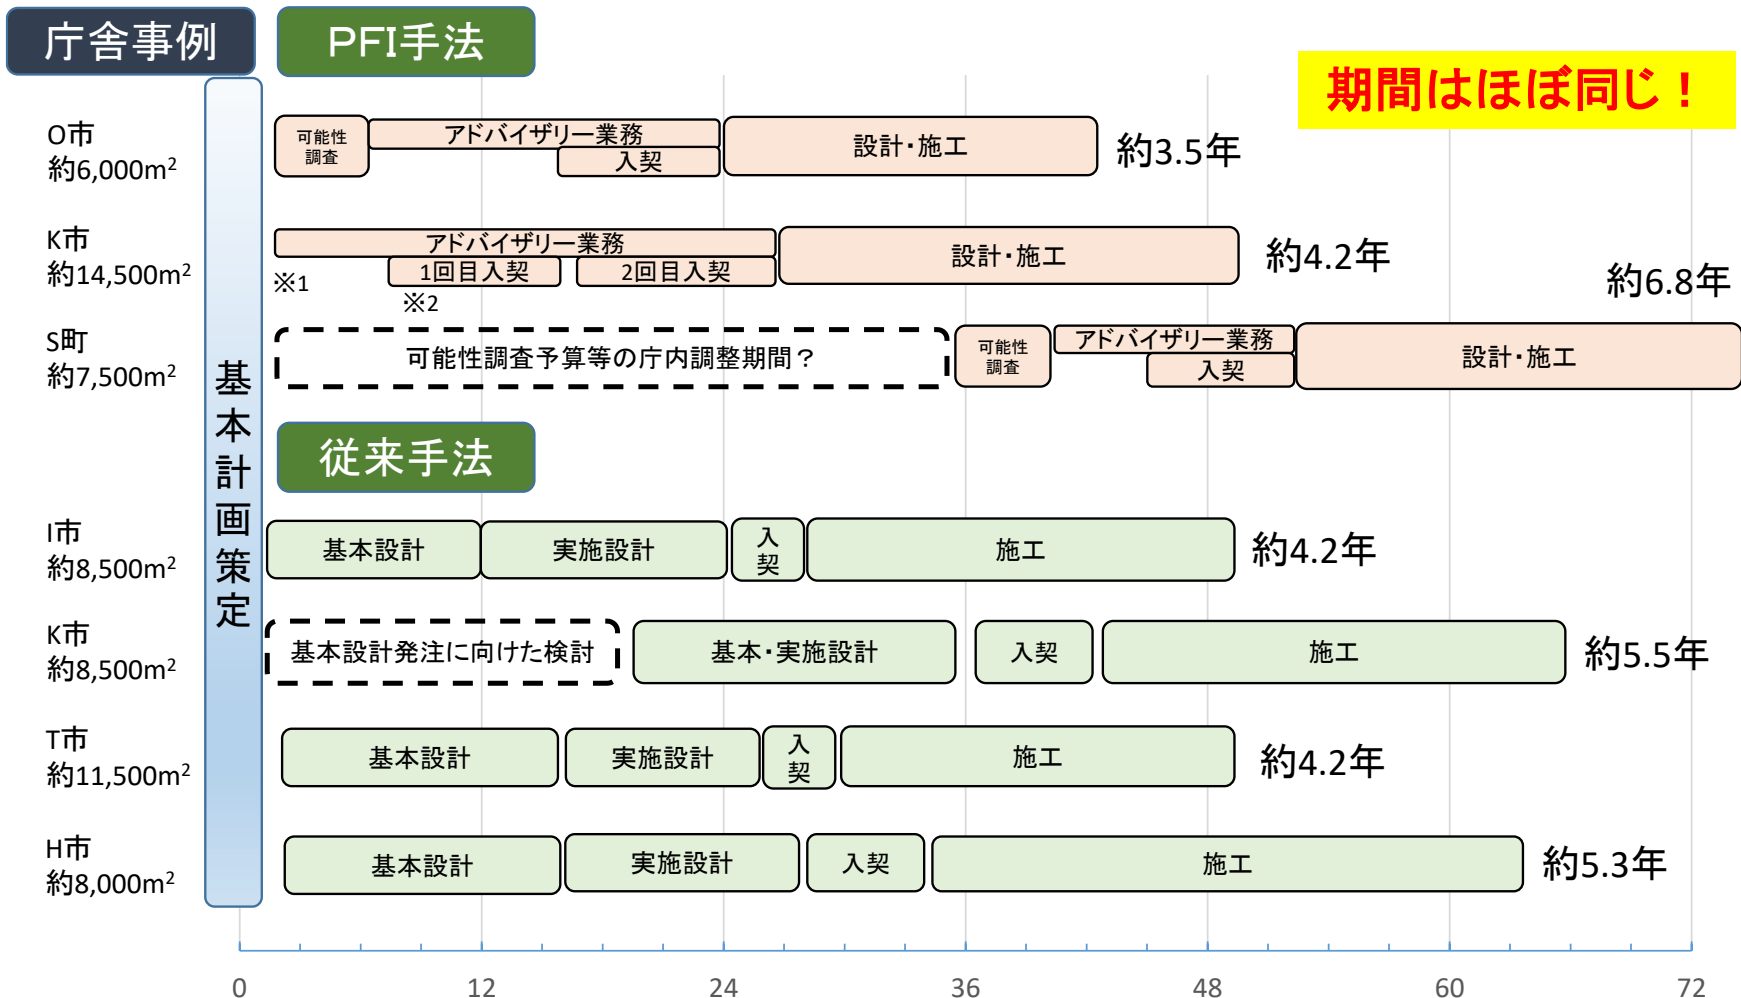 庁舎事例
PFI手法
期間はほぼ同じ！
O市
約6,000m²
可能性
調査
アドバイザリー業務
入契
設計・施工
約3.5年
K市
約14,500m²
アドバイザリー業務
1回目入契
2回目入契
設計・施工
約4.2年
※1
※2
S町
約7,500m²
可能性調査予算等の庁内調整期間？
可能性
調査
アドバイザリー業務
入契
設計・施工
約6.8年
基本計画策定
従来手法
I市
約8,500m²
基本設計
実施設計
入
契
施工
約4.2年
K市
約8,500m²
基本設計発注に向けた検討
基本・実施設計
入契
施工
約5.5年
T市
約11,500m²
基本設計
実施設計
入
契
施工
約4.2年
H市
約8,000m²
基本設計
実施設計
入契
施工
約5.3年
0 12 24 36 48 60 72